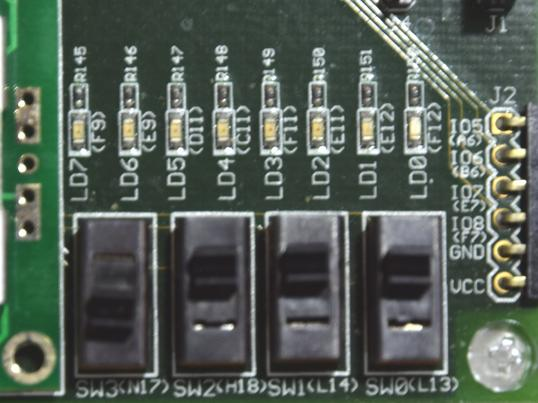 J1
R145 R146 R147 R148 R149 R150 R151
J2
LD7 (F9) LD6 (E9) LD5 (D11) LD4 (C11) LD3 (F11) LD2 (E11) LD1 (E12) LD0 (F12)
IO5
(A6)
IO6
(B6)
IO7
(E7)
IO8
(F7)
GND
VCC
SW3(N17) SW2(H18) SW1(L14) SW0(L13)